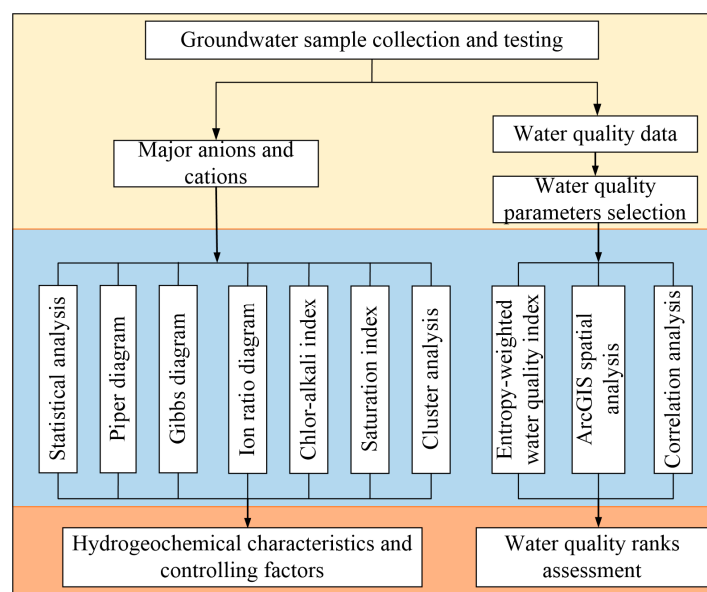 Groundwater sample collection and testing
Major anions and
cations
Water quality data
Water quality
parameters selection
Statistical analysis
Piper diagram
Gibbs diagram
Ion ratio diagram
Chlor-alkali index
Saturation index
Cluster analysis
Entropy-weighted
water quality index
ArcGIS spatial
analysis
Correlation analysis
Hydrogeochemical characteristics and
controlling factors
Water quality ranks
assessment